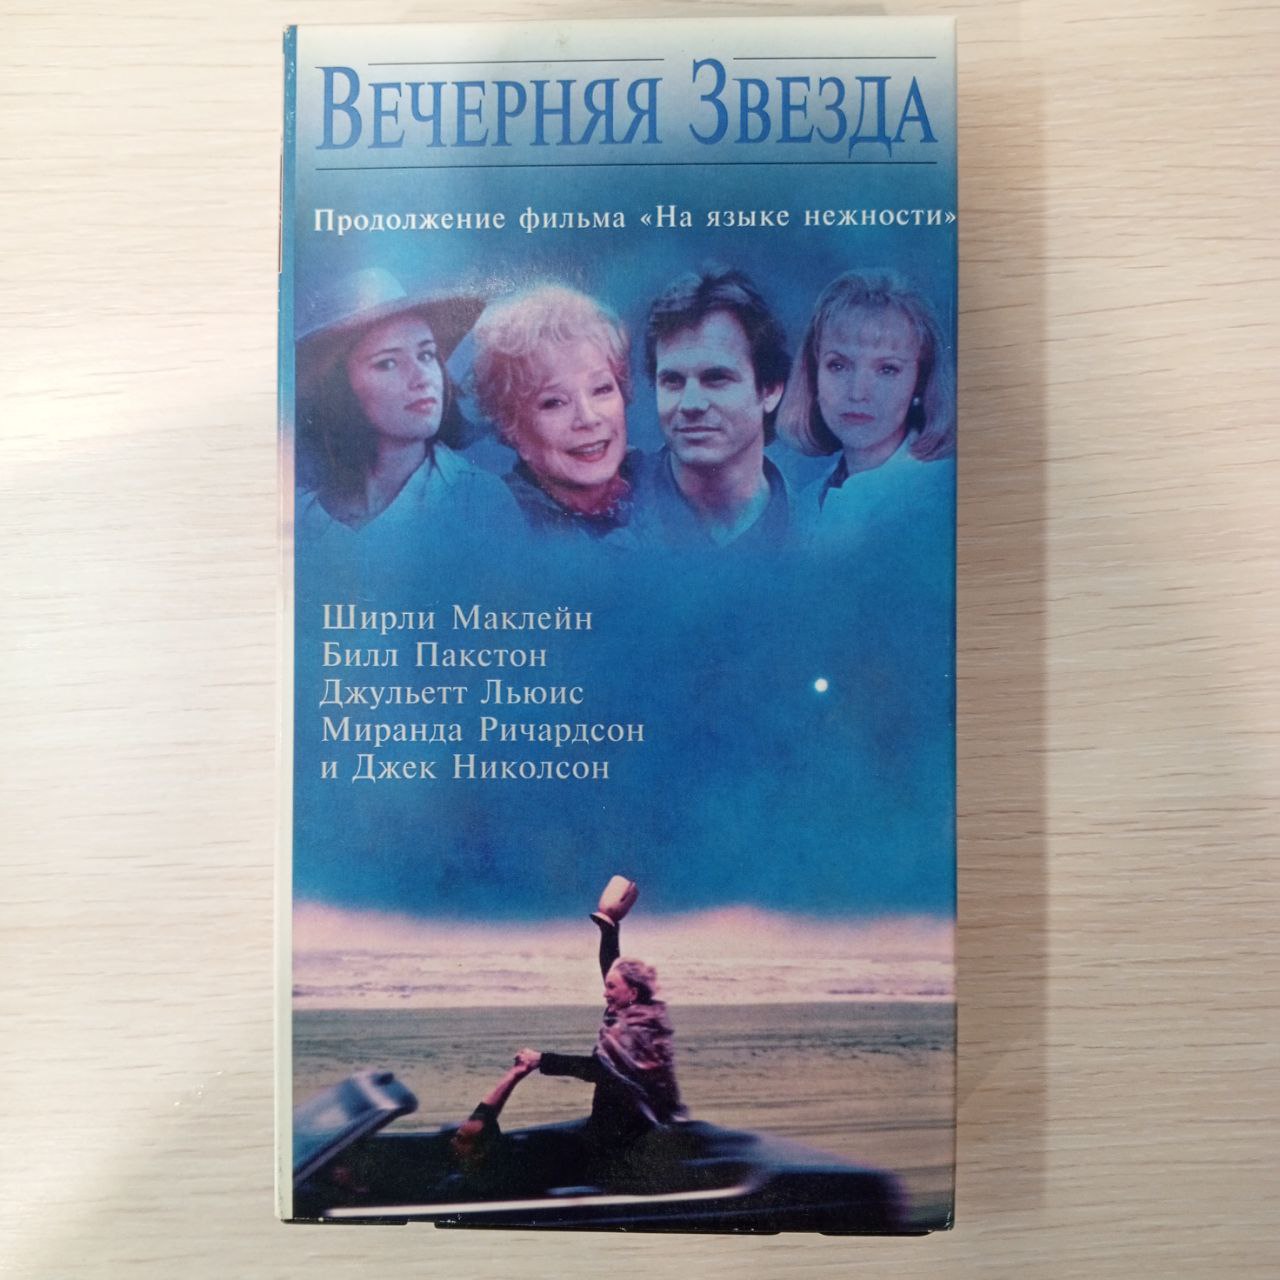 Вечерняя Звезда
Продолжение фильма «На языке нежности»
Ширли Маклейн
Билл Пакстон
Джульетт Льюис
Миранда Ричардсон
и Джек Николсон